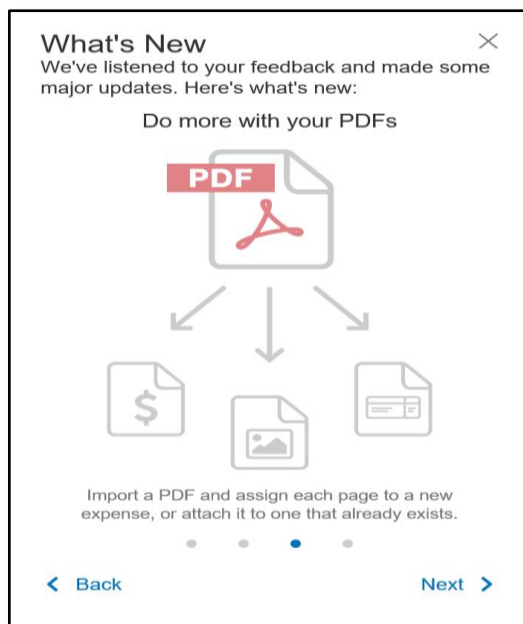 What's New
We've listened to your feedback and made some
major updates. Here's what's new:
Do more with your PDFs
PDF
$
Import a PDF and assign each page to a new
expense, or attach it to one that already exists.
Back
Next